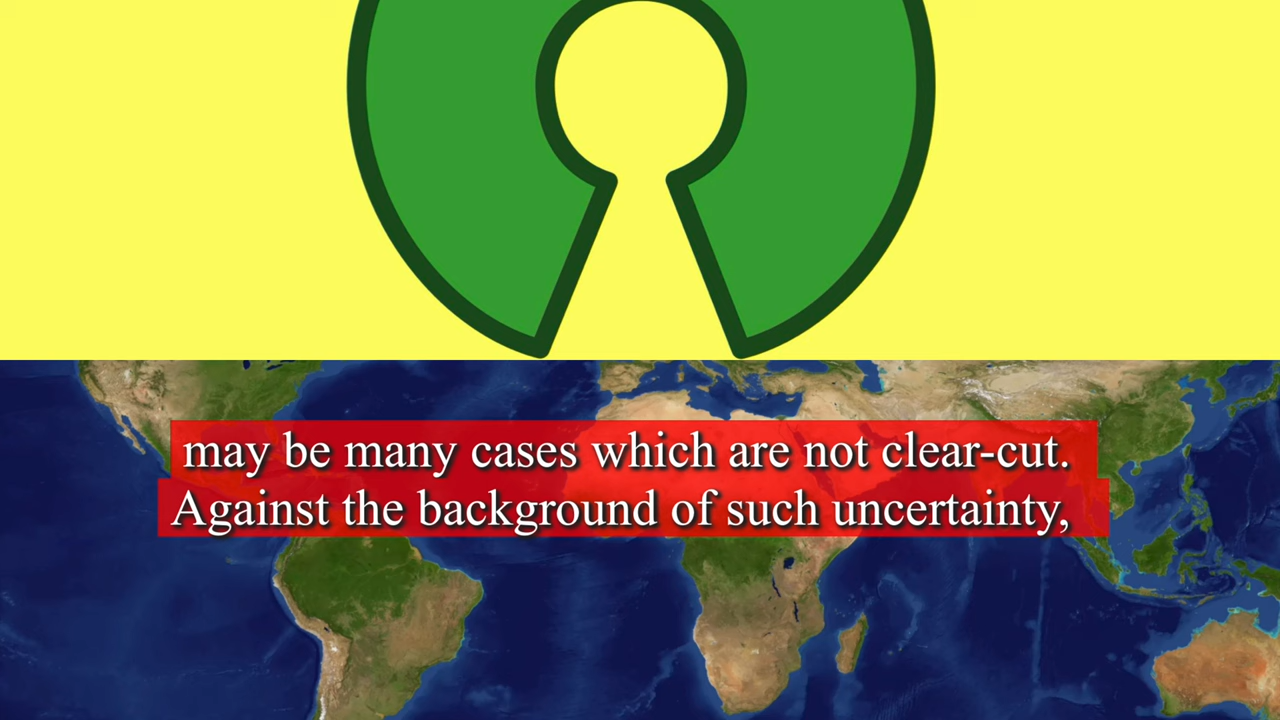 may be many cases which are not clear-cut.
Against the background of such uncertainty,